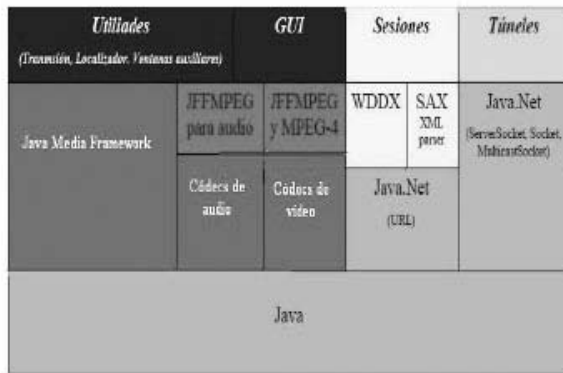 Utiliades
(Tranmsión, Localizador, Ventanas auxiliares)
GUI
Sesiones
Túneles
Java Media Framework
JFFMPEG
para audio
JFFMPEG
y MPEG-4
WDDX
SAX
XML
parser
Java.Net
(ServerSocket, Socket,
MulticastSocket)
Códecs de
audio
Códecs de
video
Java.Net
(URL)
Java